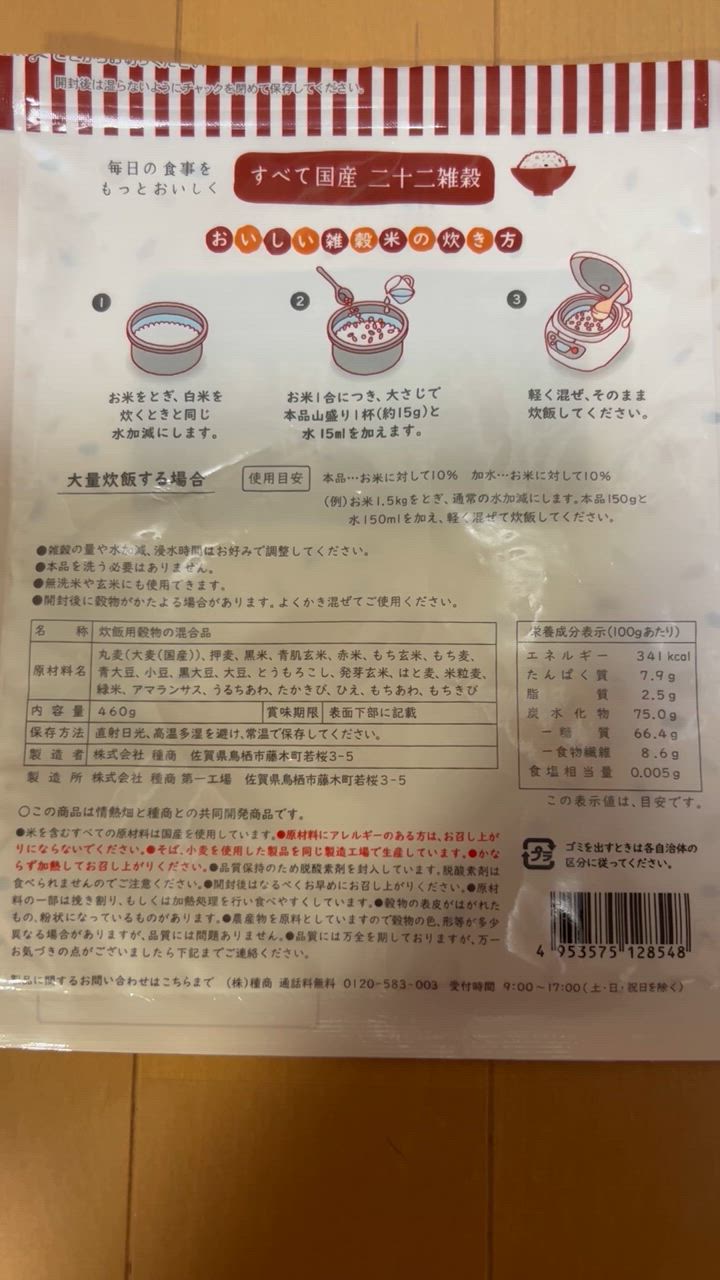 開封後は湿らないようにチャックを閉めて保存してください。
毎日の食事を
もっとおいしく
すべて国産 二十二雑穀
おいしい雑穀米の炊き方
1
お米をとぎ、白米を
炊くときと同じ
水加減にします。
2
お米1合につき、大さじで
本品山盛り1杯(約15g)と
水15mlを加えます。
3
軽く混ぜ、そのまま
炊飯してください。
大量炊飯する場合
使用目安
本品…お米に対して10% 加水…お米に対して10%
(例)お米1.5kgをとぎ、通常の水加減にします。本品150gと
水150mlを加え、軽く混ぜて炊飯してください。
●雑穀の量や水加減、浸水時間はお好みで調整してください。
●本品を洗う必要はありません。
●無洗米や玄米にも使用できます。
●開封後に穀物がかたよる場合があります。よくかき混ぜてご使用ください。
名称 炊飯用穀物の混合品
原材料名 丸麦(大麦(国産))、押麦、黒米、青肌玄米、赤米、もち玄米、もち麦、
青大豆、小豆、黒大豆、大豆、とうもろこし、発芽玄米、はと麦、米粒麦、
緑米、アマランサス、うるちあわ、たかきび、ひえ、もちあわ、もちきび
内容量 460g 賞味期限 表面下部に記載
保存方法 直射日光、高温多湿を避け、常温で保存してください。
製造者 株式会社 種商 佐賀県鳥栖市藤木町若桜3-5
製造所 株式会社 種商 第一工場 佐賀県鳥栖市藤木町若桜3-5
栄養成分表示(100gあたり)
エネルギー 341kcal
たんぱく質 7.9g
脂質 2.5g
炭水化物 75.0g
−糖質 66.4g
−食物繊維 8.6g
食塩相当量 0.005g
この表示値は、目安です。
○この商品は情熱畑と種商との共同開発商品です。
●米を含むすべての原材料は国産を使用しています。●原材料にアレルギーのある方は、お召し上が
りにならないでください。●そば、小麦を使用した製品を同じ製造工場で生産しています。●かな
らず加熱してお召し上がりください。●品質保持のため脱酸素剤を封入しています。脱酸素剤は
食べられませんのでご注意ください。●開封後はなるべくお早めにお召し上がりください。●原材
料の一部は挽き割り、もしくは加熱処理を行い食べやすくしています。●穀物の表皮がはがれた
もの、粉状になっているものがあります。●農産物を原料としていますので穀物の色、形等が多少
異なる場合がありますが、品質には問題ありません。●品質には万全を期しておりますが、万一
お気づきの点がございましたら下記までご連絡ください。
プラ
ゴミを出すときは各自治体の
区分に従ってください。
4 953575 128548
製品に関するお問い合わせはこちらまで (株)種商 通話料無料 0120-583-003 受付時間 9:00~17:00(土・日・祝日を除く)